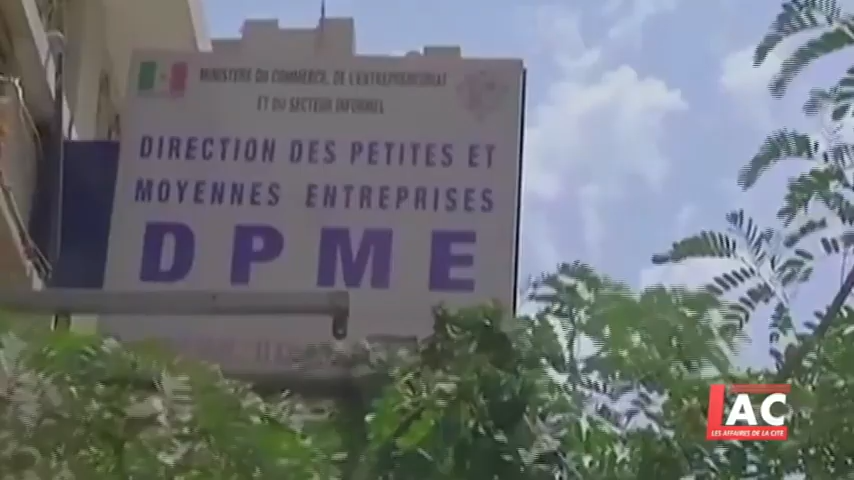 MINISTERE DU COMMERCE, DE L'ENTREPRENARIAT
ET DU SECTEUR INFORMEL
DIRECTION DES PETITES ET
MOYENNES ENTREPRISES
DPME
LAC
LES AFFAIRES DE LA CITE